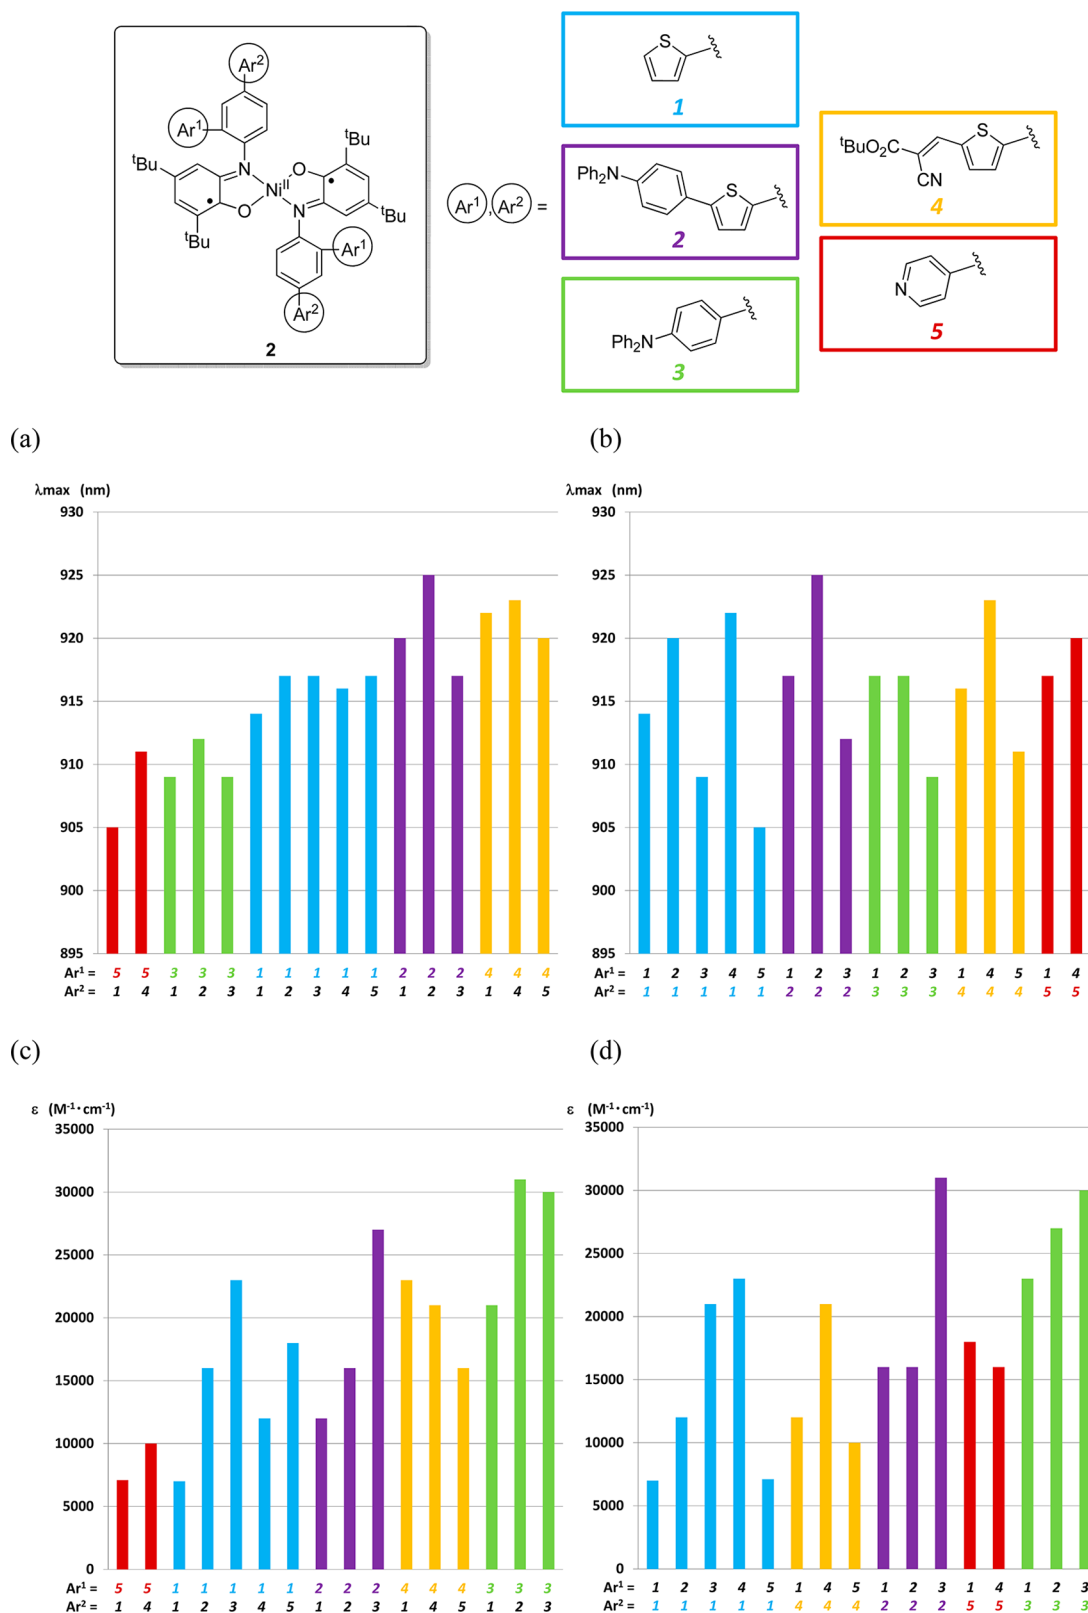 Ar2
Ar1
tBu
tBu
N
O
NiII
O
N
tBu
tBu
Ar1
Ar2
2
Ar1, Ar2 =
S
1
Ph2N
S
2
Ph2N
3
tBuO2C
S
CN
4
N
5
(a)
λmax (nm)
930
925
920
915
910
905
900
895
Ar1 = 5 5 3 3 3 1 1 1 1 1 2 2 2 4 4 4
Ar2 = 1 4 1 2 3 1 2 3 4 5 1 2 3 1 4 5
(b)
λmax (nm)
930
925
920
915
910
905
900
895
Ar1 = 1 2 3 4 5 1 2 3 1 2 3 1 4 5 1 4
Ar2 = 1 1 1 1 1 2 2 2 3 3 3 4 4 4 5 5
(c)
ε (M-1·cm-1)
35000
30000
25000
20000
15000
10000
5000
0
Ar1 = 5 5 1 1 1 1 1 2 2 2 4 4 4 3 3 3
Ar2 = 1 4 1 2 3 4 5 1 2 3 1 4 5 1 2 3
(d)
ε (M-1·cm-1)
35000
30000
25000
20000
15000
10000
5000
0
Ar1 = 1 2 3 4 5 1 4 5 1 2 3 1 4 1 2 3
Ar2 = 1 1 1 1 1 4 4 4 2 2 2 5 5 3 3 3